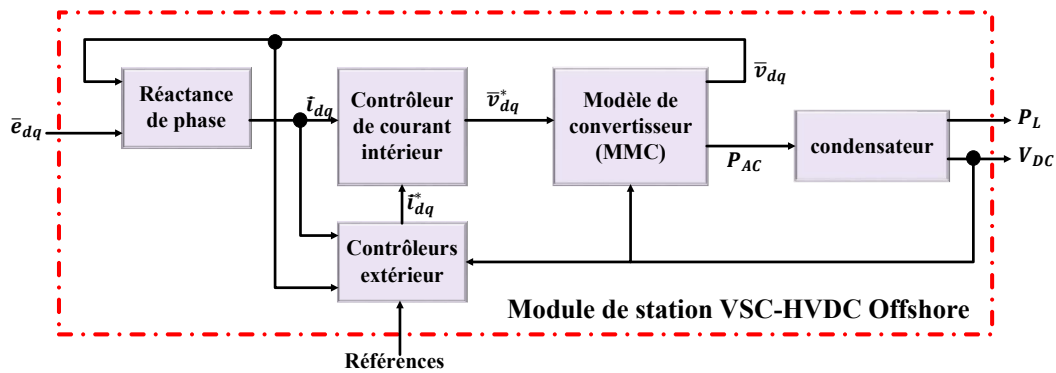 v̄dq
Réactance
de phase
ēdq
īdq
Contrôleur
de courant
intérieur
v̄*dq
Modèle de
convertisseur
(MMC)
PAC
condensateur
PL
VDC
ī*dq
Contrôleurs
extérieur
Module de station VSC-HVDC Offshore
Références